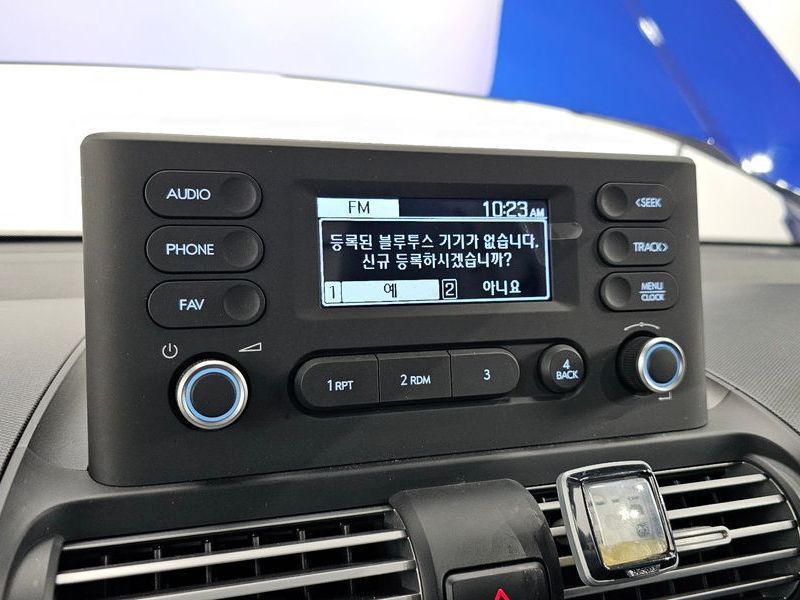 AUDIO
PHONE
FAV
FM 10:23 AM
등록된 블루투스 기기가 없습니다.
신규 등록하시겠습니까?
1 예 2 아니요
<SEEK
TRACK>
MENU
CLOCK
1 RPT 2 RDM 3 4
BACK